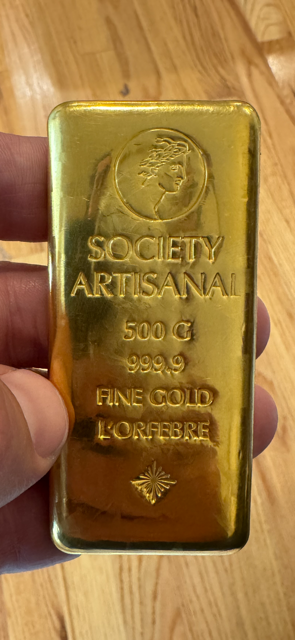 SOCIETY
ARTISANAL
500 G
999,9
FINE GOLD
L'ORFEBRE